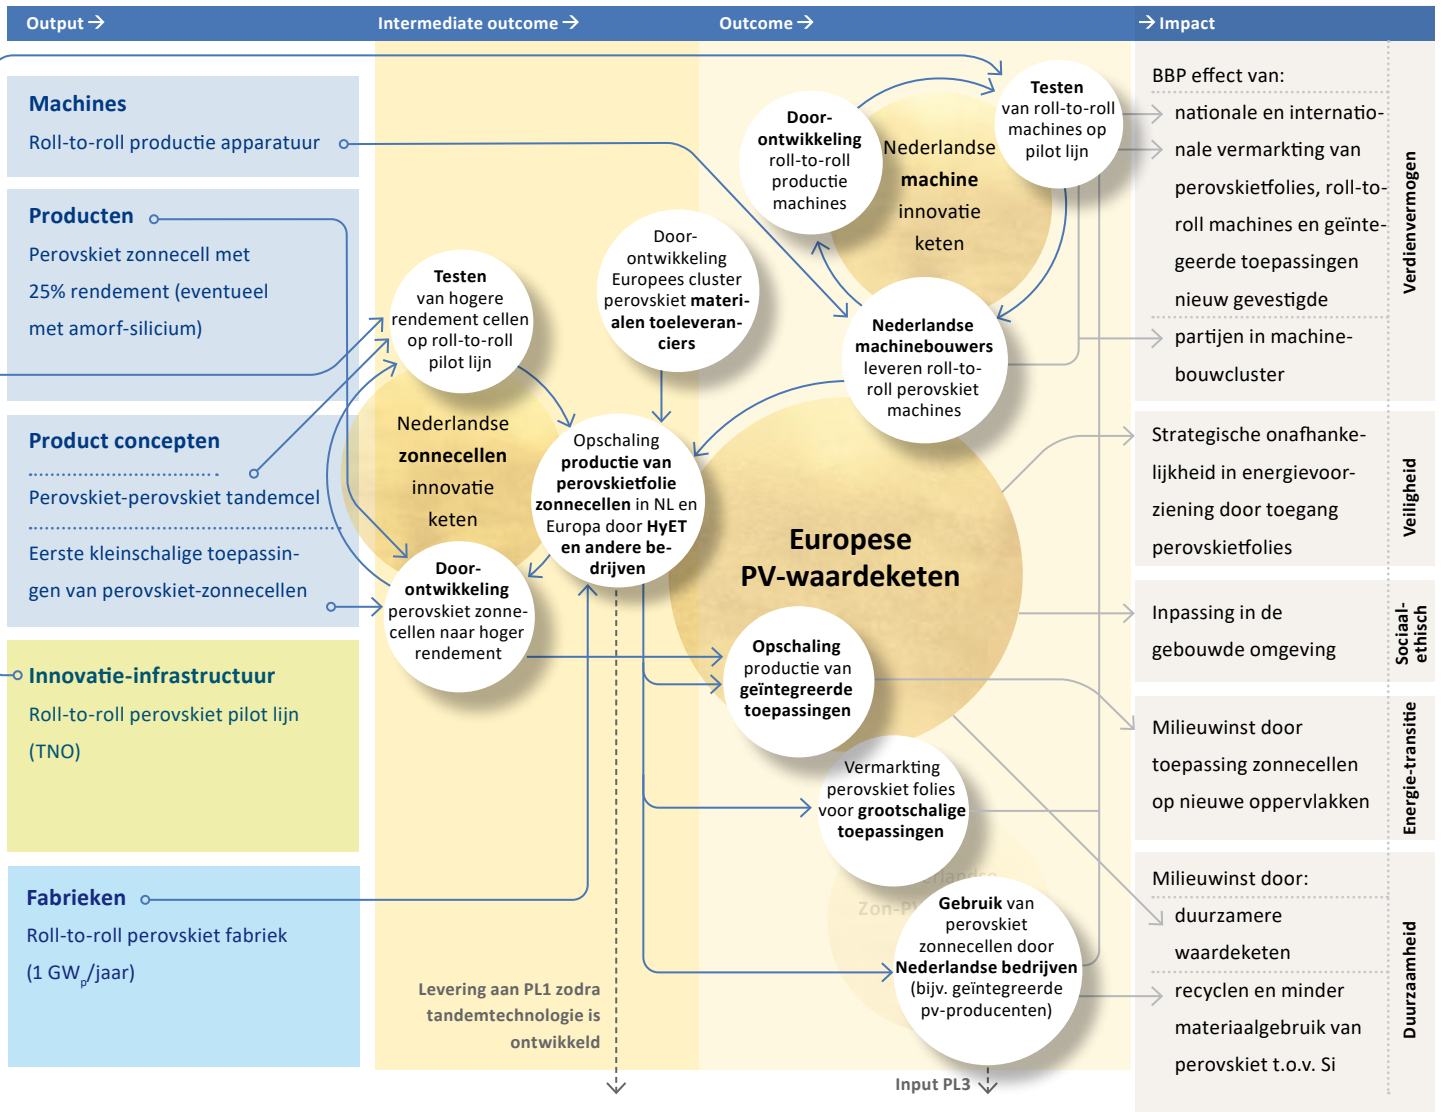 Output →
Intermediate outcome →
Outcome →
→ Impact
Machines
Roll-to-roll productie apparatuur
Producten
Perovskiet zonnecell met
25% rendement (eventueel
met amorf-silicium)
Product concepten
Perovskiet-perovskiet tandemcel
Eerste kleinschalige toepassin-
gen van perovskiet-zonnecellen
Innovatie-infrastructuur
Roll-to-roll perovskiet pilot lijn
(TNO)
Fabrieken
Roll-to-roll perovskiet fabriek
(1 GWp/jaar)
Testen
van hogere
rendement cellen
op roll-to-roll
pilot lijn
Nederlandse
zonnecellen
innovatie
keten
Door-
ontwikkeling
perovskiet zonne-
cellen naar hoger
rendement
Opschaling
productie van
perovskietfolie
zonnecellen in NL en
Europa door HyET
en andere be-
drijven
Door-
ontwikkeling
Europees cluster
perovskiet materi-
alen toeleveran-
ciers
Levering aan PL1 zodra
tandemtechnologie is
ontwikkeld
Door-
ontwikkeling
roll-to-roll
productie
machines
Nederlandse
machine
innovatie
keten
Testen
van roll-to-roll
machines op
pilot lijn
Nederlandse
machinebouwers
leveren roll-to-
roll perovskiet
machines
Europese
PV-waardeketen
Opschaling
productie van
geïntegreerde
toepassingen
Vermarkting
perovskiet folies
voor grootschalige
toepassingen
Gebruik van
perovskiet
zonnecellen door
Nederlandse bedrijven
(bijv. geïntegreerde
pv-producenten)
Input PL3
BBP effect van:
nationale en internatio-
nale vermarkting van
perovskietfolies, roll-to-
roll machines en geïnte-
geerde toepassingen
nieuw gevestigde
partijen in machine-
bouwcluster
Verdienvermogen
Strategische onafhanke-
lijkheid in energievoor-
ziening door toegang
perovskietfolies
Veiligheid
Inpassing in de
gebouwde omgeving
Sociaal-
ethisch
Milieuwinst door
toepassing zonnecellen
op nieuwe oppervlakken
Energie-transitie
Milieuwinst door:
duurzamere
waardeketen
recyclen en minder
materiaalgebruik van
perovskiet t.o.v. Si
Duurzaamheid